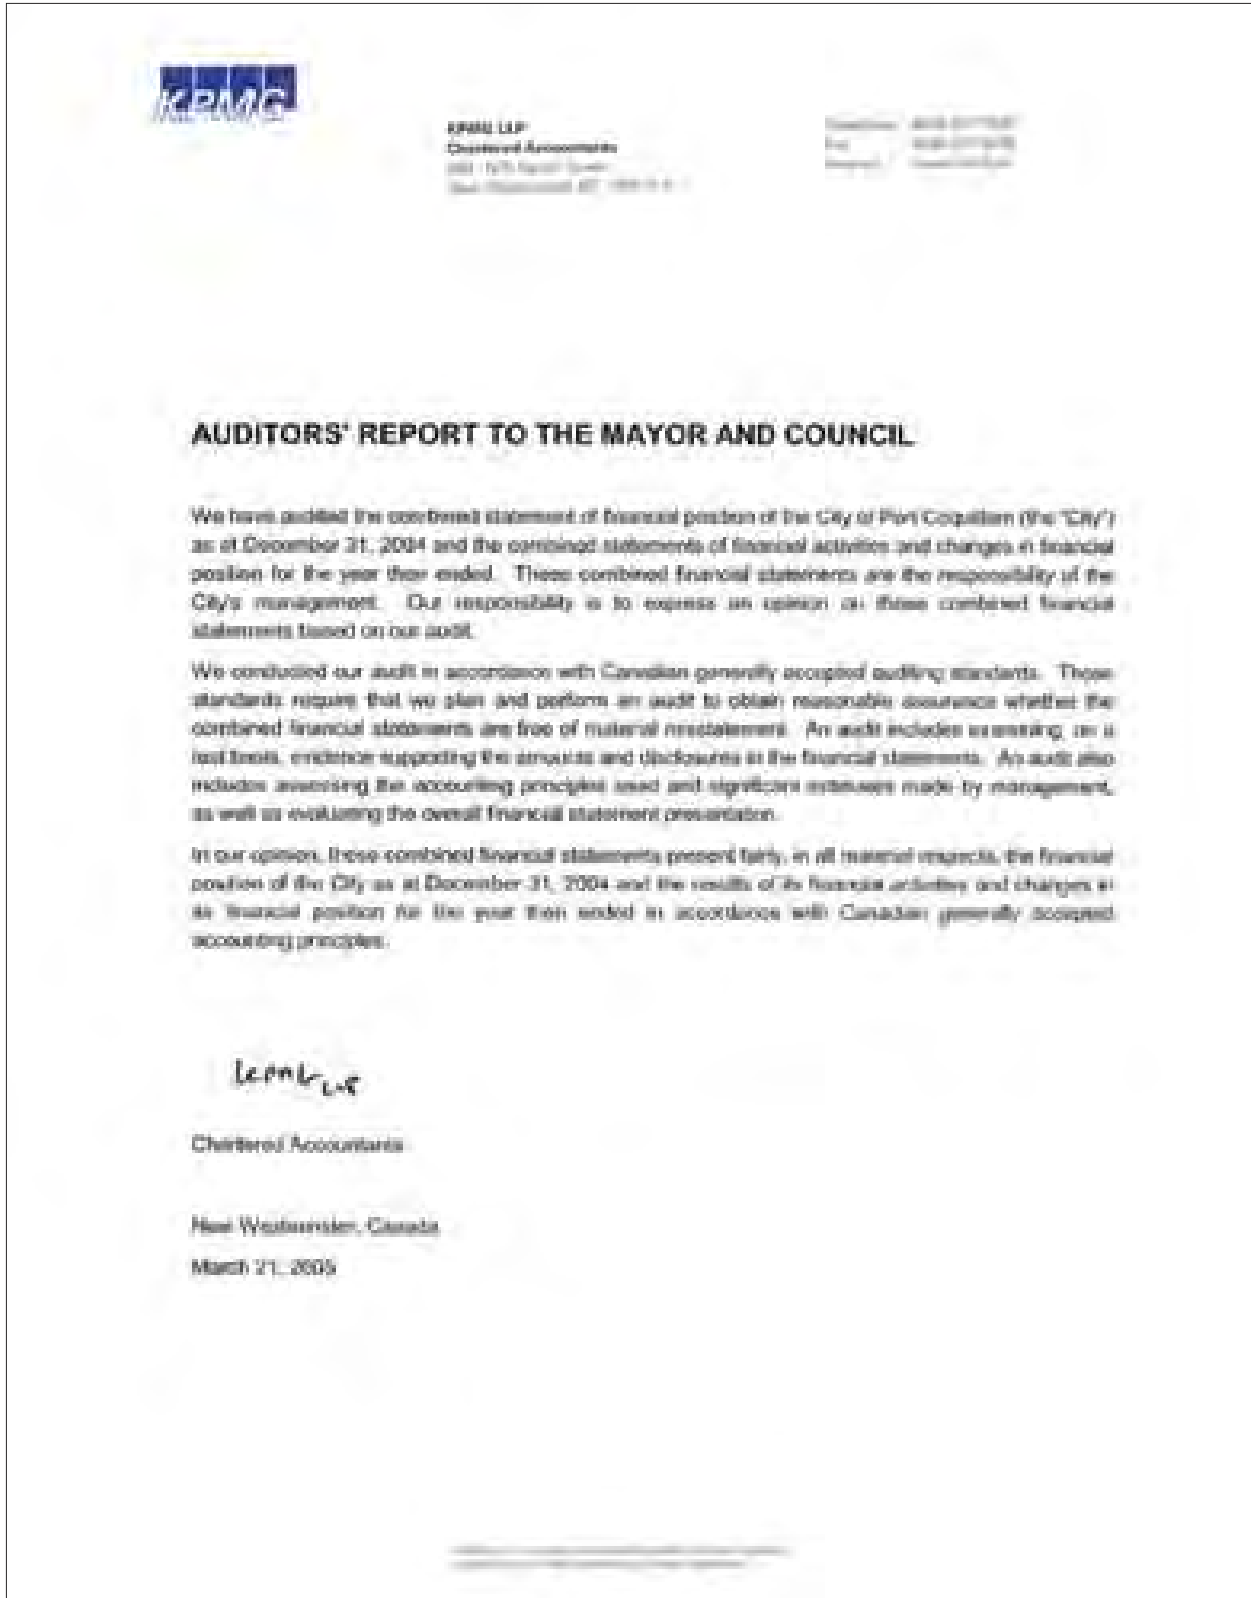 KPMG
KPMG LLP
Chartered Accountants
AUDITORS' REPORT TO THE MAYOR AND COUNCIL
We have audited the combined statement of financial position of the City of Port Coquitlam (the "City")
as at December 31, 2004 and the combined statements of financial activities and changes in financial
position for the year then ended. These combined financial statements are the responsibility of the
City's management. Our responsibility is to express an opinion on these combined financial
statements based on our audit.
We conducted our audit in accordance with Canadian generally accepted auditing standards. Those
standards require that we plan and perform an audit to obtain reasonable assurance whether the
combined financial statements are free of material misstatement. An audit includes examining, on a
test basis, evidence supporting the amounts and disclosures in the financial statements. An audit also
includes assessing the accounting principles used and significant estimates made by management,
as well as evaluating the overall financial statement presentation.
In our opinion, these combined financial statements present fairly, in all material respects, the financial
position of the City as at December 31, 2004 and the results of its financial activities and changes in
its financial position for the year then ended in accordance with Canadian generally accepted
accounting principles.
KPMG LLP
Chartered Accountants
New Westminster, Canada
March 21, 2005